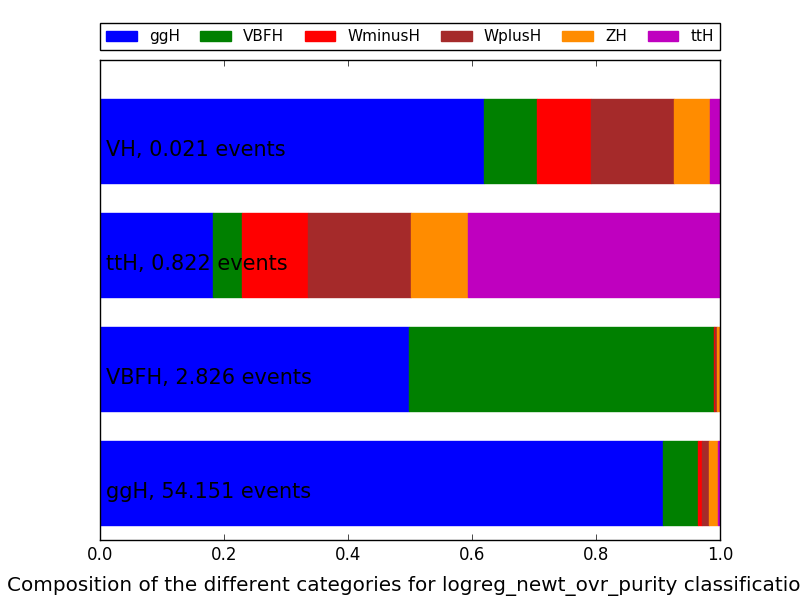 ggH VBFH WminusH WplusH ZH ttH
VH, 0.021 events
ttH, 0.822 events
VBFH, 2.826 events
ggH, 54.151 events
0.0 0.2 0.4 0.6 0.8 1.0
Composition of the different categories for logreg_newt_ovr_purity classificatio